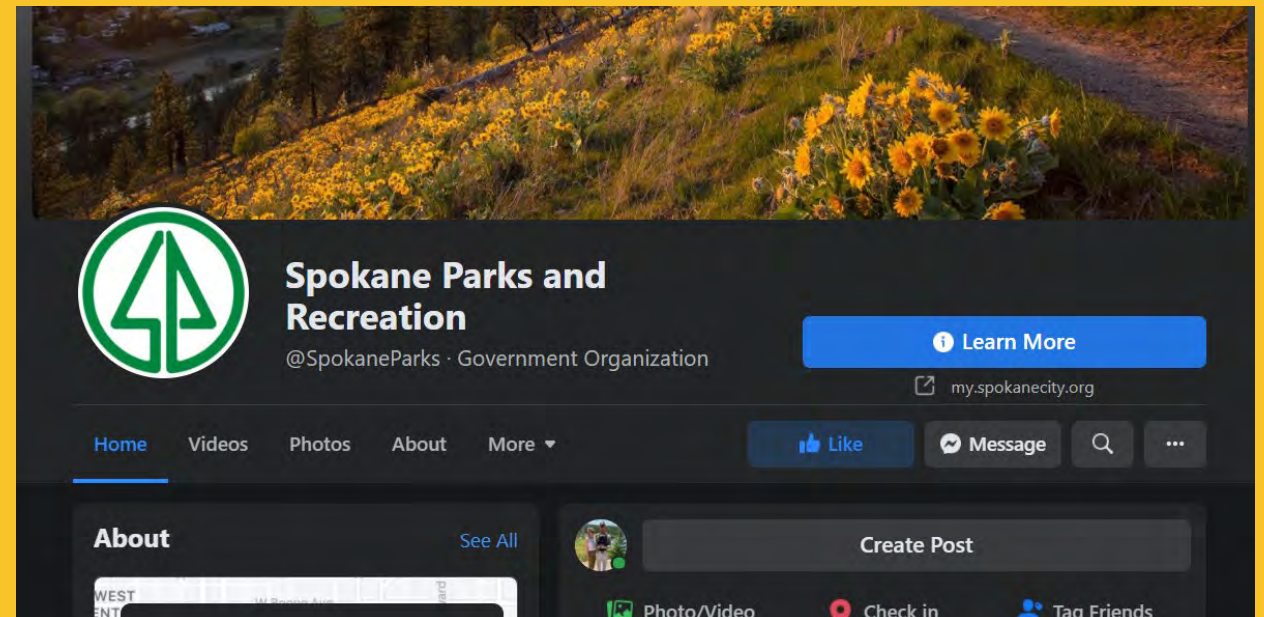 Spokane Parks and
Recreation
@SpokaneParks · Government Organization
Learn More
my.spokanecity.org
Home Videos Photos About More
Like Message
About See All
Create Post
WEST
Photo/Video Check in Tag Friends